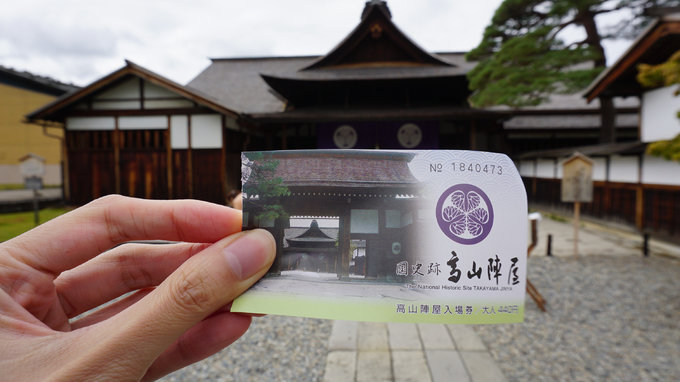 No 1840473
国史跡 高山陣屋
The National Historic Site TAKAYAMA JINYA
高山陣屋入場券 大人 440円